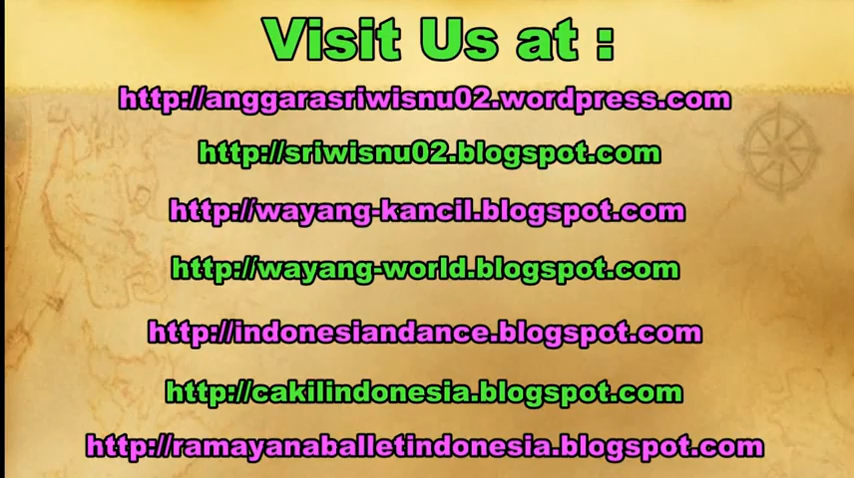 Visit Us at :
http://anggarasriwisnu02.wordpress.com
http://sriwisnu02.blogspot.com
http://wayang-kancil.blogspot.com
http://wayang-world.blogspot.com
http://indonesiandance.blogspot.com
http://cakilindonesia.blogspot.com
http://ramayanaballetindonesia.blogspot.com